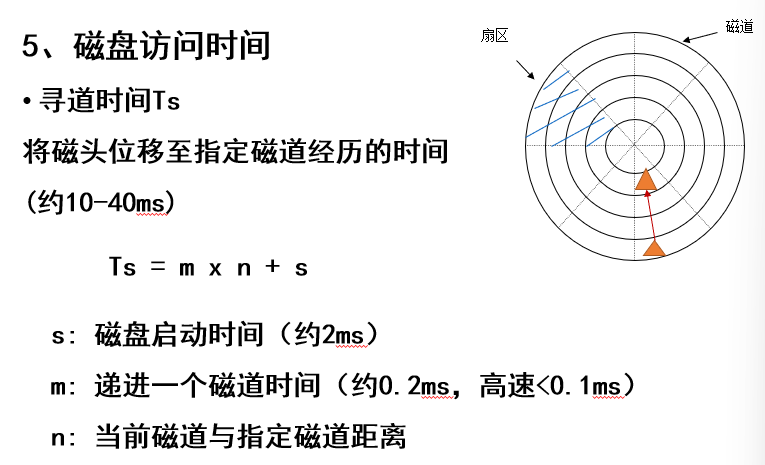 5、磁盘访问时间
扇区
磁道
• 寻道时间Ts
将磁头位移至指定磁道经历的时间
(约10-40ms)
Ts = m x n + s
s: 磁盘启动时间（约2ms）
m: 递进一个磁道时间（约0.2ms，高速<0.1ms）
n: 当前磁道与指定磁道距离